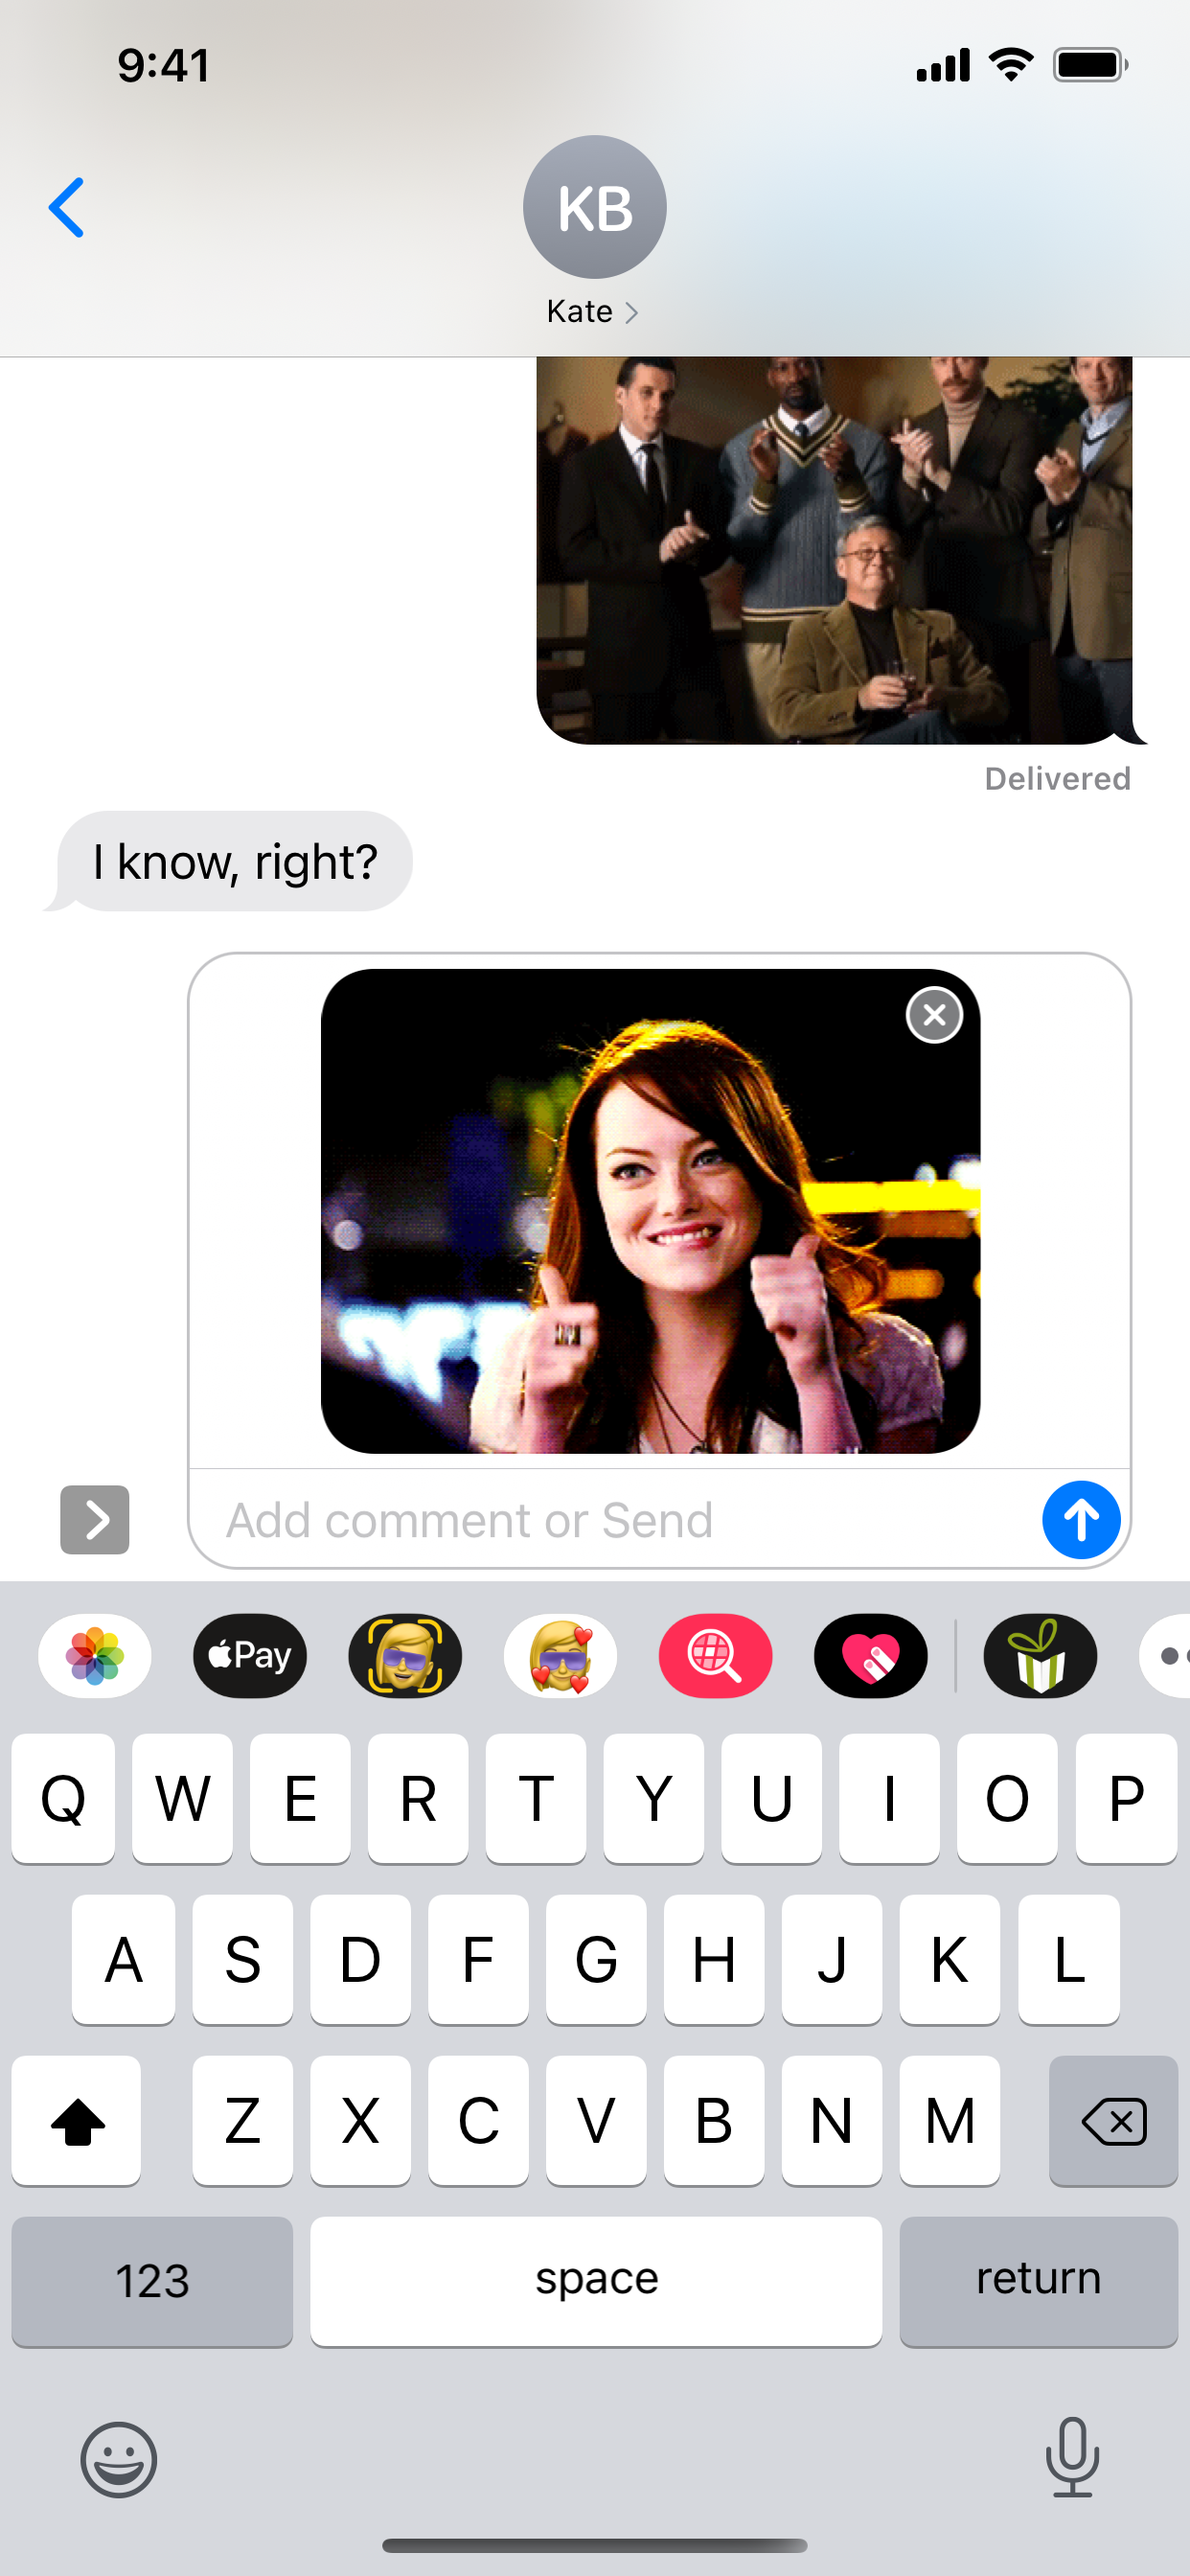 9:41
KB
Kate
Delivered
I know, right?
Add comment or Send
Pay
Q W E R T Y U I O P
A S D F G H J K L
Z X C V B N M
123 space return